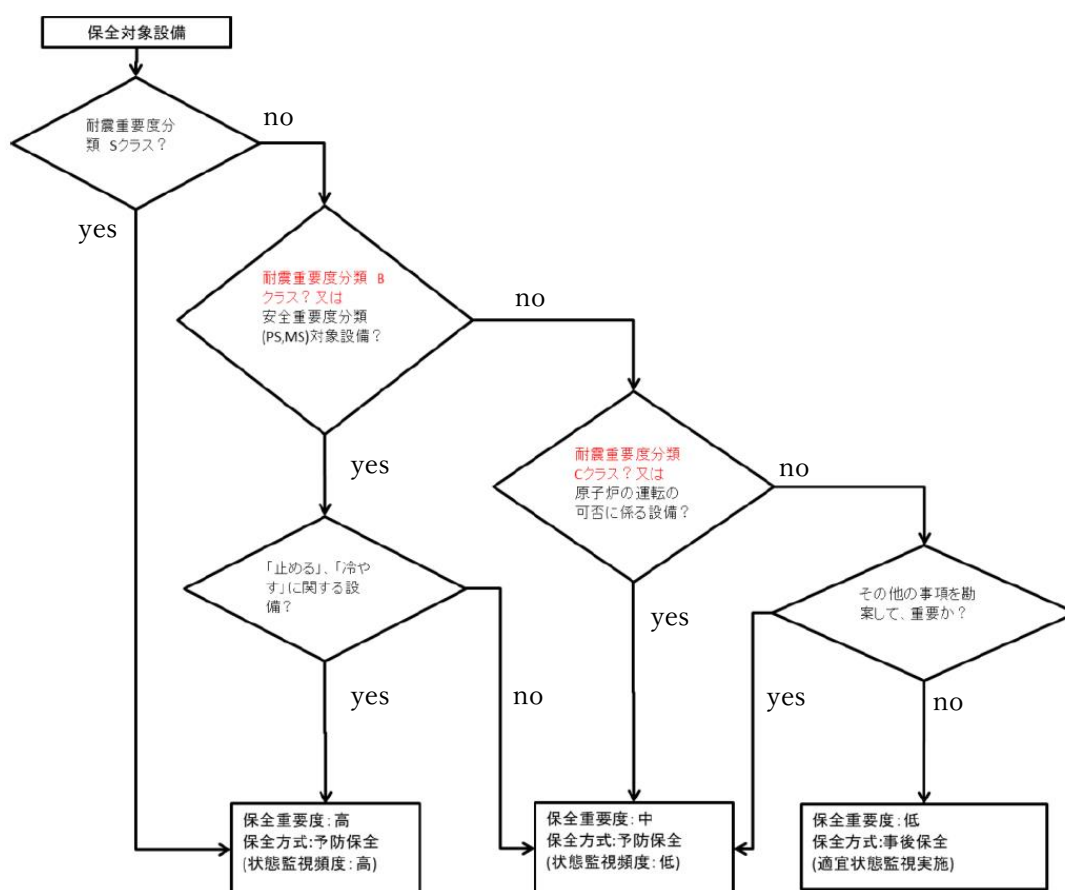 保全対象設備
耐震重要度分
類 Sクラス？
no
yes
耐震重要度分類 B
クラス？又は
安全重要度分類
(PS,MS)対象設備？
no
yes
耐震重要度分類
Cクラス？又は
原子炉の運転の
可否に係る設備？
no
「止める」、「冷や
す」に関する設
備？
その他の事項を勘
案して、重要か？
yes
yes
no
yes
no
保全重要度：高
保全方式：予防保全
(状態監視頻度：高)
保全重要度：中
保全方式：予防保全
(状態監視頻度：低)
保全重要度：低
保全方式：事後保全
(適宜状態監視実施)